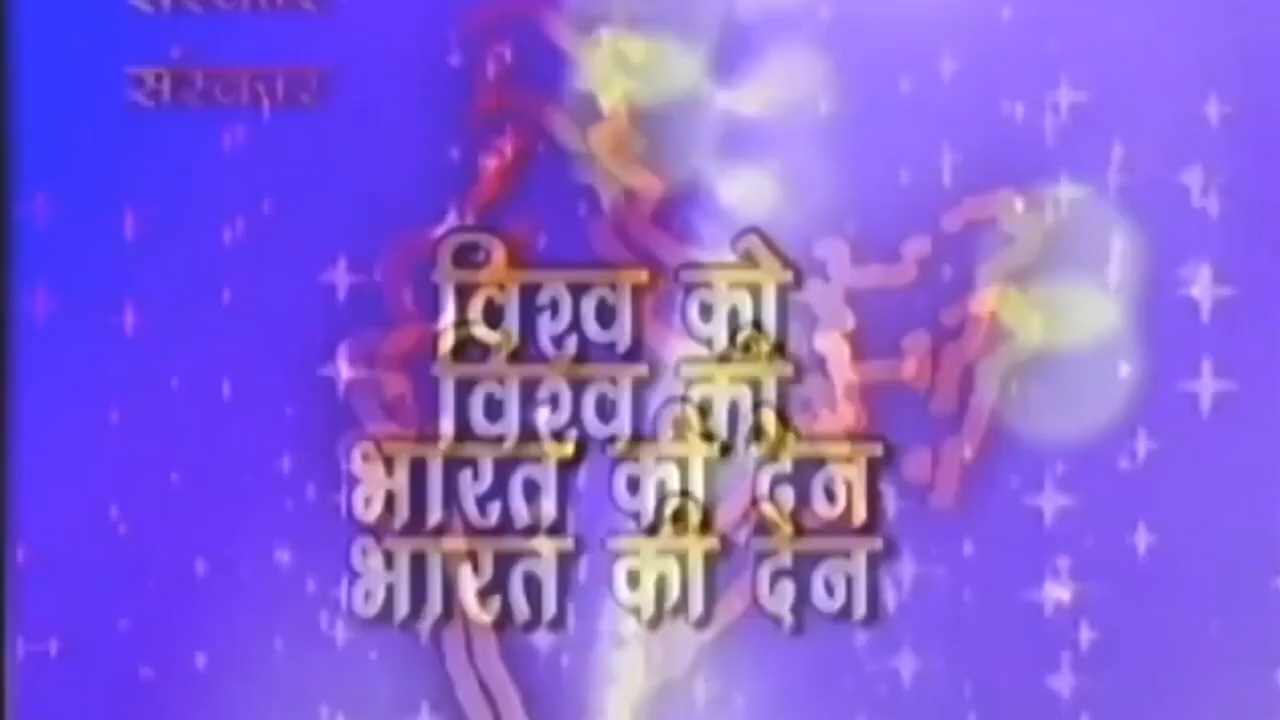 संस्कार
संस्कार
विश्व को
विश्व को
भारत की देन
भारत की देन